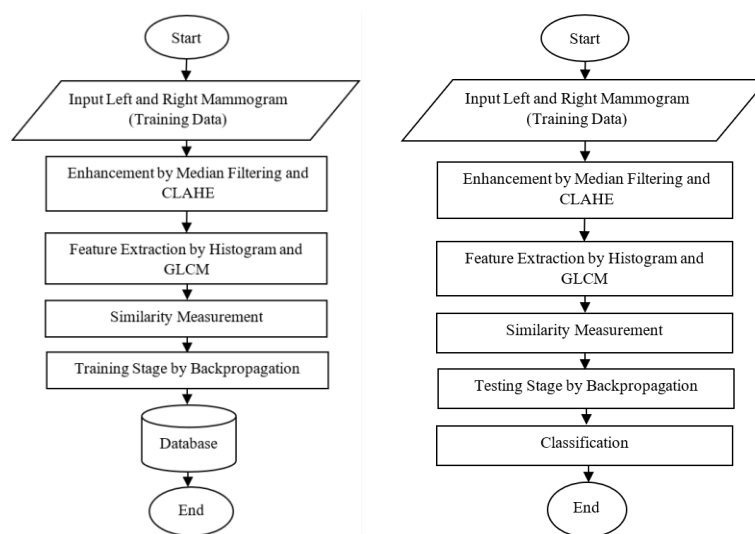 Start
Input Left and Right Mammogram
(Training Data)
Enhancement by Median Filtering and
CLAHE
Feature Extraction by Histogram and
GLCM
Similarity Measurement
Training Stage by Backpropagation
Database
End
Start
Input Left and Right Mammogram
(Training Data)
Enhancement by Median Filtering and
CLAHE
Feature Extraction by Histogram and
GLCM
Similarity Measurement
Testing Stage by Backpropagation
Classification
End